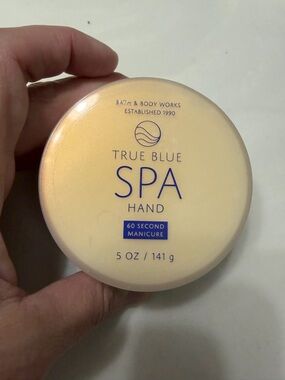 BATH & BODY WORKS
ESTABLISHED 1990
TRUE BLUE
SPA
HAND
60 SECOND
MANICURE
5 OZ / 141 g